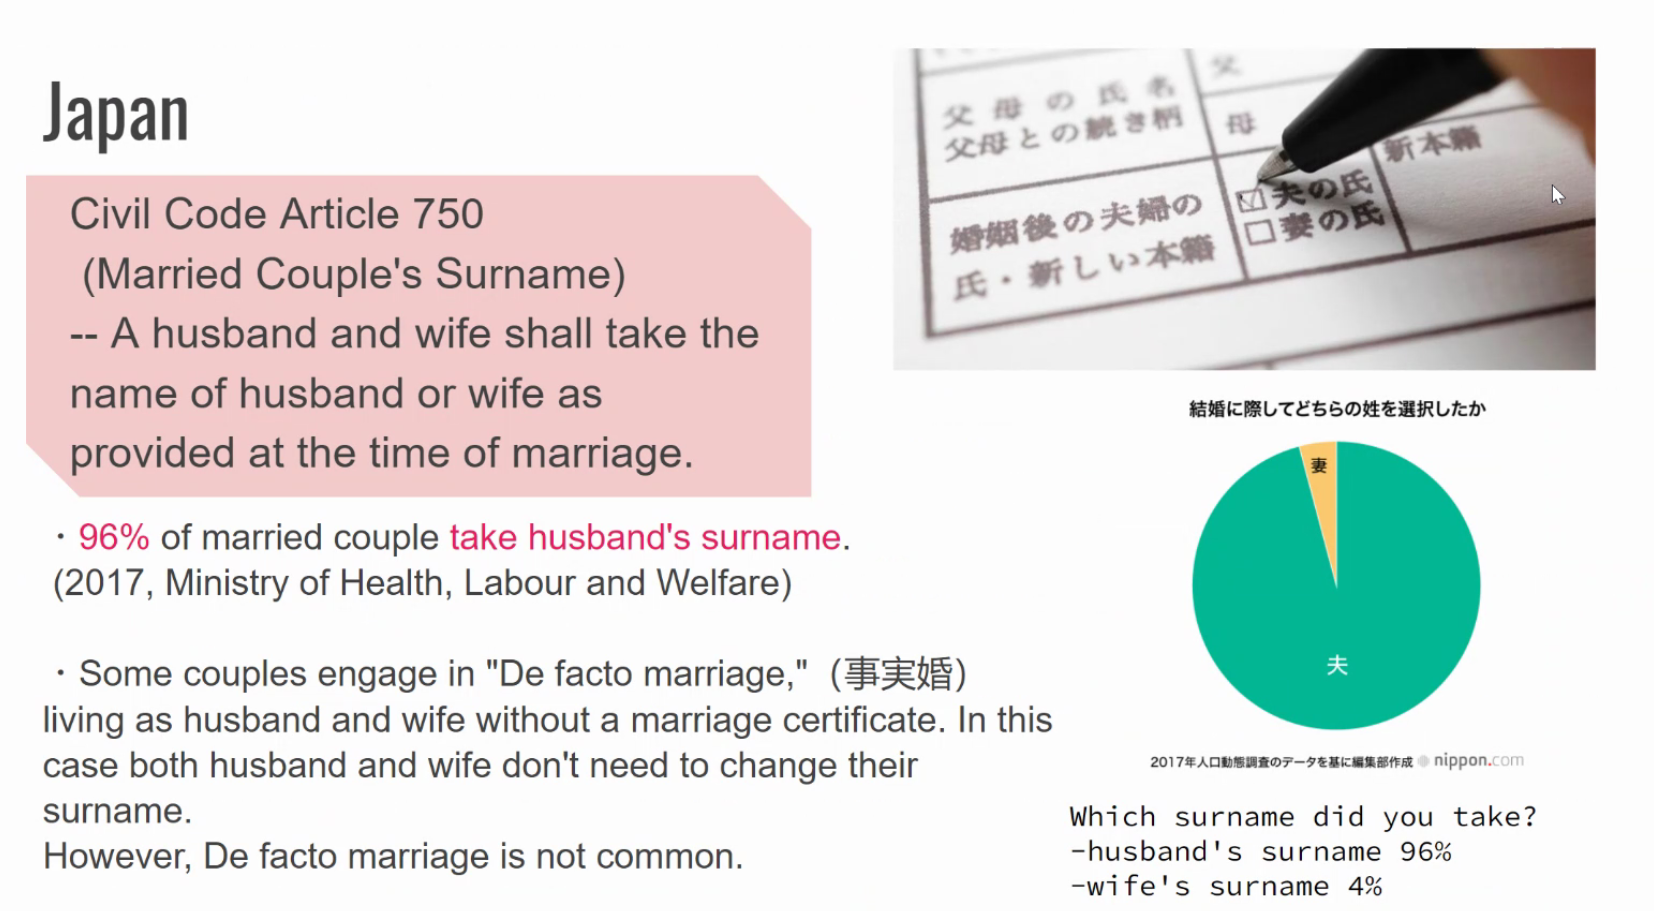 Japan
Civil Code Article 750
(Married Couple's Surname)
-- A husband and wife shall take the
name of husband or wife as
provided at the time of marriage.
・96% of married couple take husband's surname.
(2017, Ministry of Health, Labour and Welfare)
・Some couples engage in "De facto marriage," (事実婚)
living as husband and wife without a marriage certificate. In this
case both husband and wife don't need to change their
surname.
However, De facto marriage is not common.
父母の氏名
父母との続き柄
父
母
婚姻後の夫婦の
氏・新しい本籍
夫の氏
妻の氏
新本籍
結婚に際してどちらの姓を選択したか
妻
夫
2017年人口動態調査のデータを基に編集部作成 nippon.com
Which surname did you take?
-husband's surname 96%
-wife's surname 4%